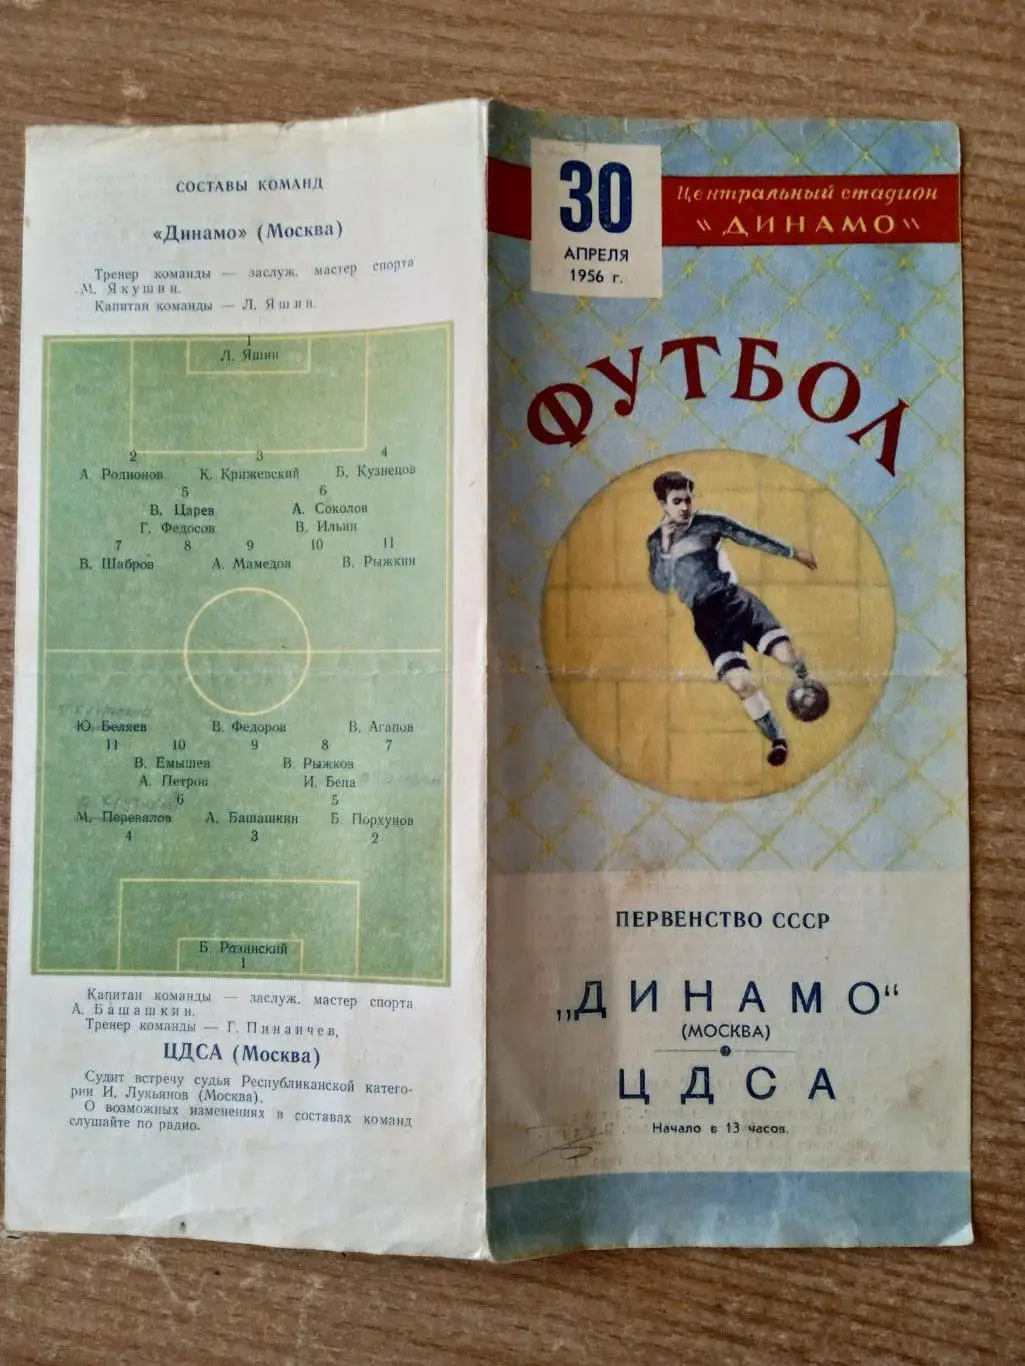 СОСТАВЫ КОМАНД
«Динамо» (Москва)
Тренер команды — заслуж. мастер спорта
М. Якушин.
Капитан команды — Л. Яшин.
1
Л. Яшин
2 3 4
А. Родионов К. Крижевский Б. Кузнецов
5 6
В. Царев А. Соколов
Г. Федосов В. Ильин
7 8 9 10 11
В. Шабров А. Мамедов В. Рыжкин
Ю. Беляев В. Федоров В. Агапов
11 10 9 8 7
В. Емышев В. Рыжков
А. Петров И. Беца
6 5
М. Перевалов А. Башашкин Б. Порхунов
4 3 2
Б. Разинский
1
Капитан команды — заслуж. мастер спорта
А. Башашкин.
Тренер команды — Г. Пинаичев.
ЦДСА (Москва)
Судит встречу судья Республиканской катего-
рии И. Лукьянов (Москва).
О возможных изменениях в составах команд
слушайте по радио.
30
АПРЕЛЯ
1956 г.
Центральный стадион
"ДИНАМО"
ФУТБОЛ
ПЕРВЕНСТВО СССР
„ДИНАМО“
(МОСКВА)
ЦДСА
Начало в 13 часов.